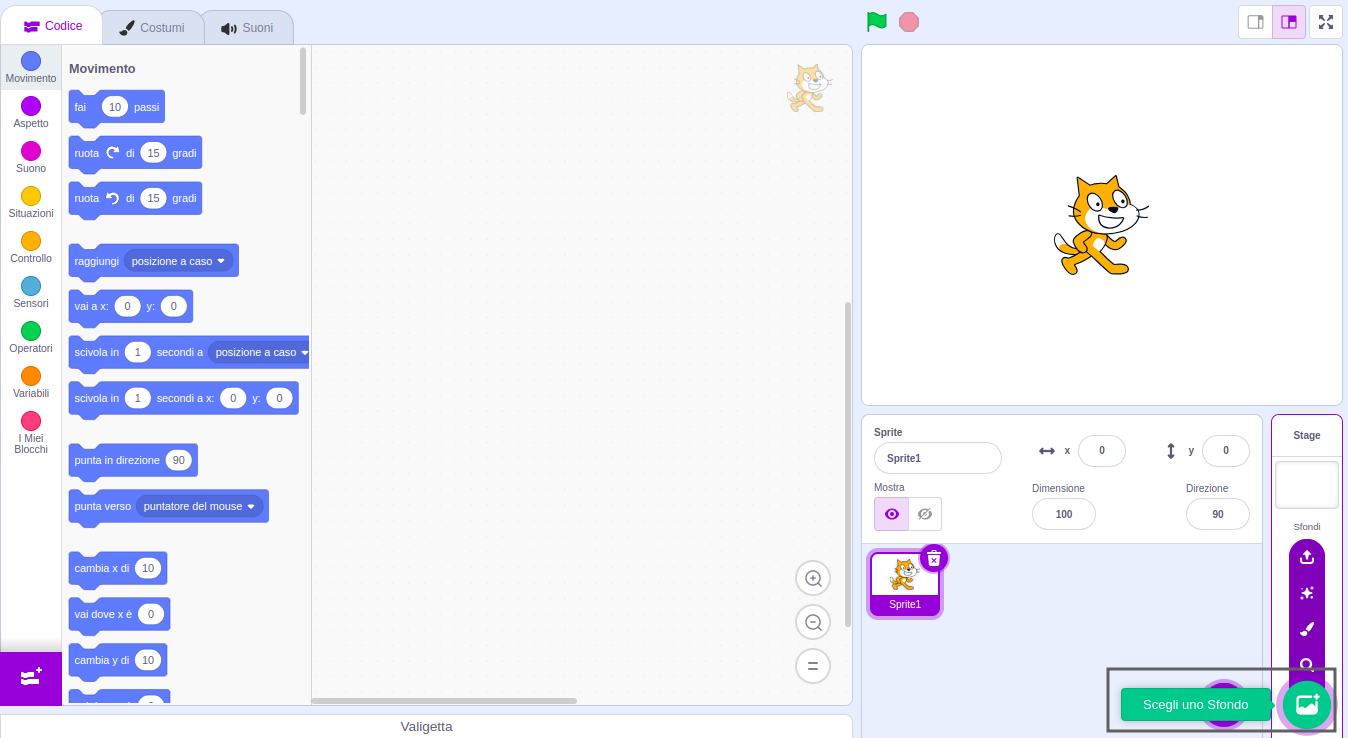 Codice
Costumi
Suoni
Movimento
Aspetto
Suono
Situazioni
Controllo
Sensori
Operatori
Variabili
I Miei
Blocchi
Movimento
fai 10 passi
ruota di 15 gradi
ruota di 15 gradi
raggiungi posizione a caso
vai a x: 0 y: 0
scivola in 1 secondi a posizione a caso
scivola in 1 secondi a x: 0 y: 0
punta in direzione 90
punta verso puntatore del mouse
cambia x di 10
vai dove x è 0
cambia y di 10
Valigetta
Sprite
Sprite1
x 0
y 0
Mostra
Dimensione
100
Direzione
90
Sprite1
Stage
Sfondi
Scegli uno Sfondo